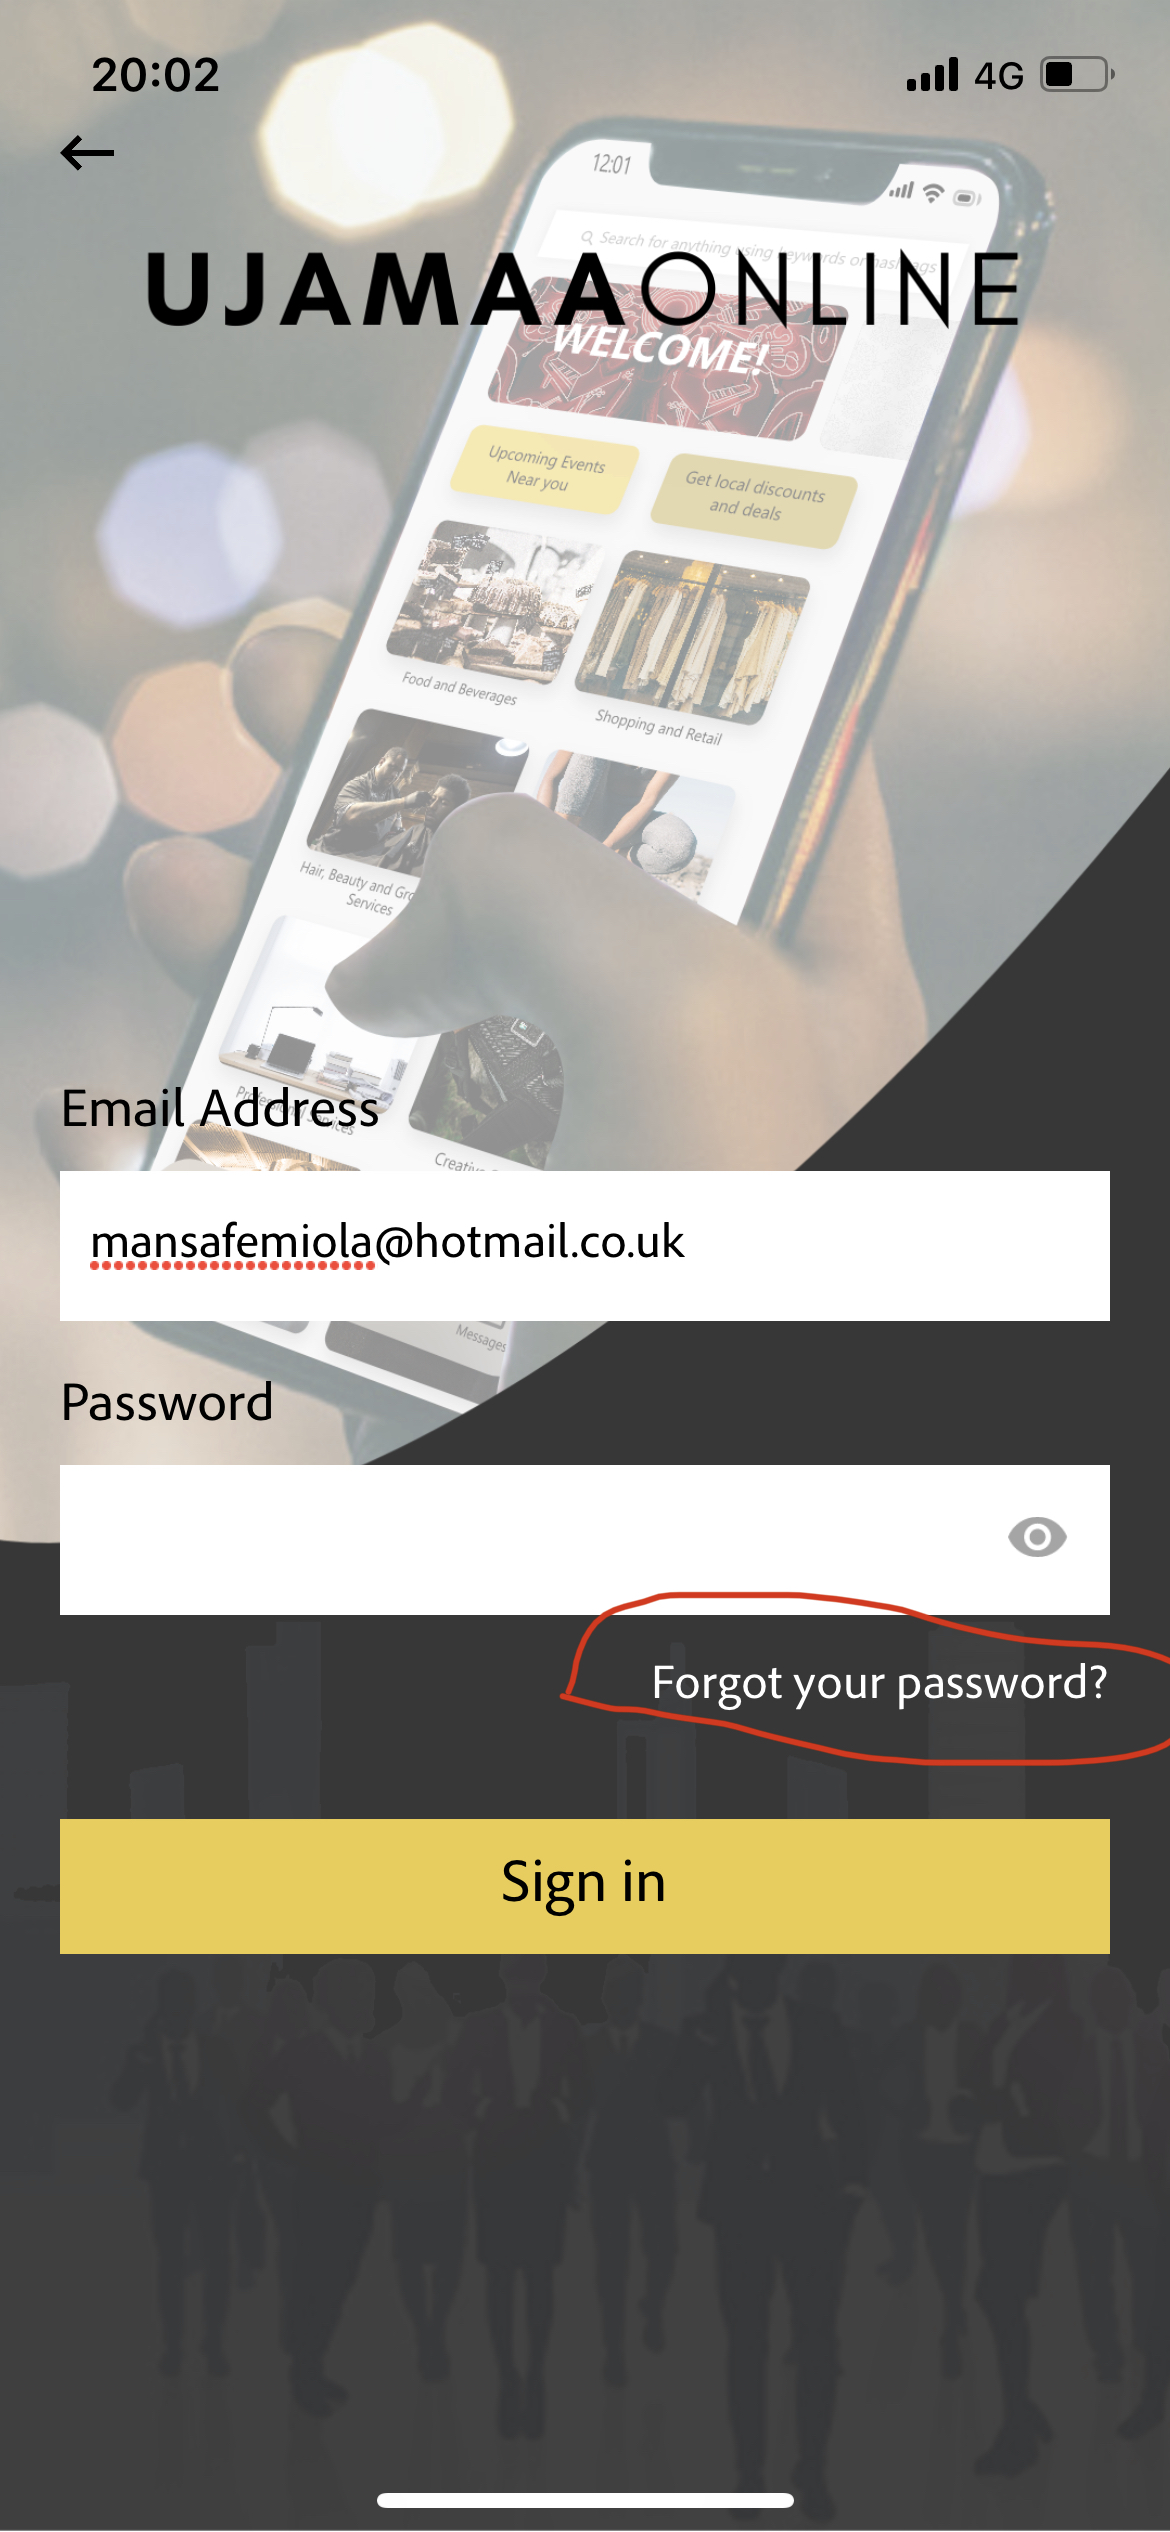 20:02
4G
12:01
Search for anything using keywords or hashtags
UJAMAAONLINE
WELCOME!
Upcoming Events
Near you
Get local discounts
and deals
Food and Beverages
Shopping and Retail
Hair, Beauty and
Services
Professional Services
Email Address
mansafemiola@hotmail.co.uk
Messages
Password
Forgot your password?
Sign in